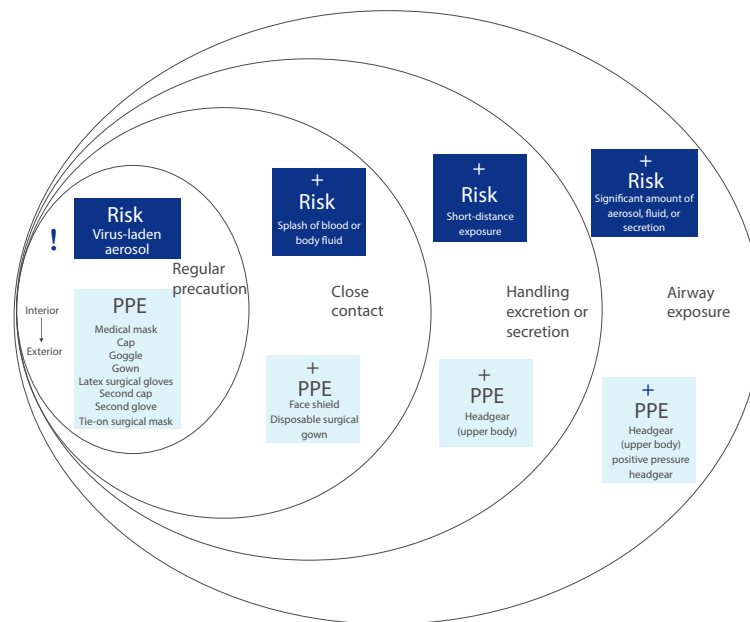 !
Risk
Virus-laden
aerosol
Regular
precaution
Interior
Exterior
PPE
Medical mask
Cap
Goggle
Gown
Latex surgical gloves
Second cap
Second glove
Tie-on surgical mask
+
Risk
Splash of blood or
body fluid
Close
contact
+
PPE
Face shield
Disposable surgical
gown
+
Risk
Short-distance
exposure
Handling
excretion or
secretion
+
PPE
Headgear
(upper body)
+
Risk
Significant amount of
aerosol, fluid, or
secretion
Airway
exposure
+
PPE
Headgear
(upper body)
positive pressure
headgear